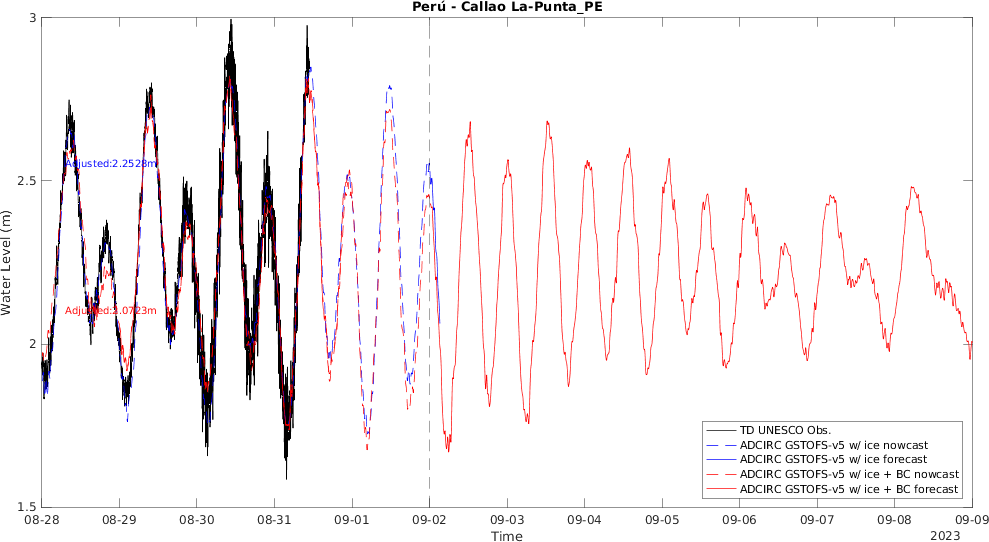 Perú - Callao La-Punta_PE
3
2.5
2
1.5
Water Level (m)
Adjusted:2.2528m
Adjusted:2.0723m
TD UNESCO Obs.
ADCIRC GSTOFS-v5 w/ ice nowcast
ADCIRC GSTOFS-v5 w/ ice forecast
ADCIRC GSTOFS-v5 w/ ice + BC nowcast
ADCIRC GSTOFS-v5 w/ ice + BC forecast
08-28 08-29 08-30 08-31 09-01 09-02 09-03 09-04 09-05 09-06 09-07 09-08 09-09
Time
2023